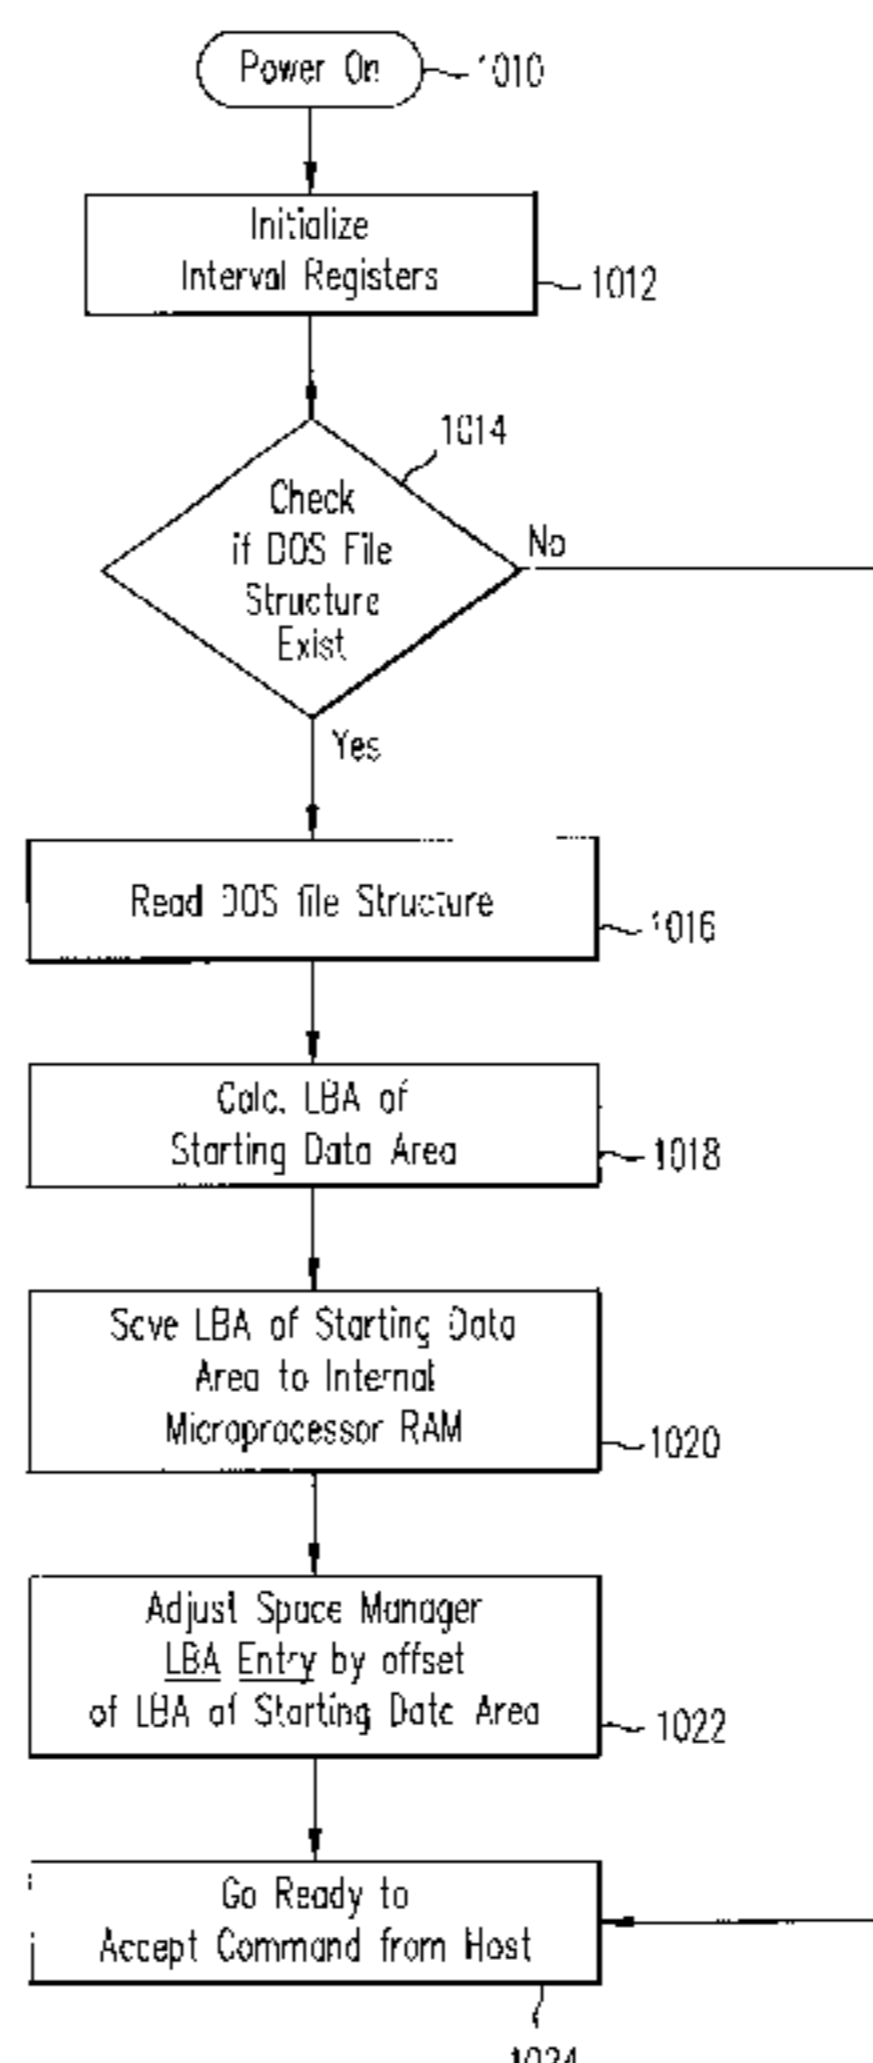 Power On
1010
Initialize
Interval Registers
1012
1014
Check
if DOS File
Structure
Exist
No
Yes
Read DOS file Structure
1016
Calc. LBA of
Starting Data Area
1018
Save LBA of Starting Data
Area to Internal
Microprocessor RAM
1020
Adjust Space Manager
LBA Entry by offset
of LBA of Starting Data Area
1022
Go Ready to
Accept Command from Host
1024